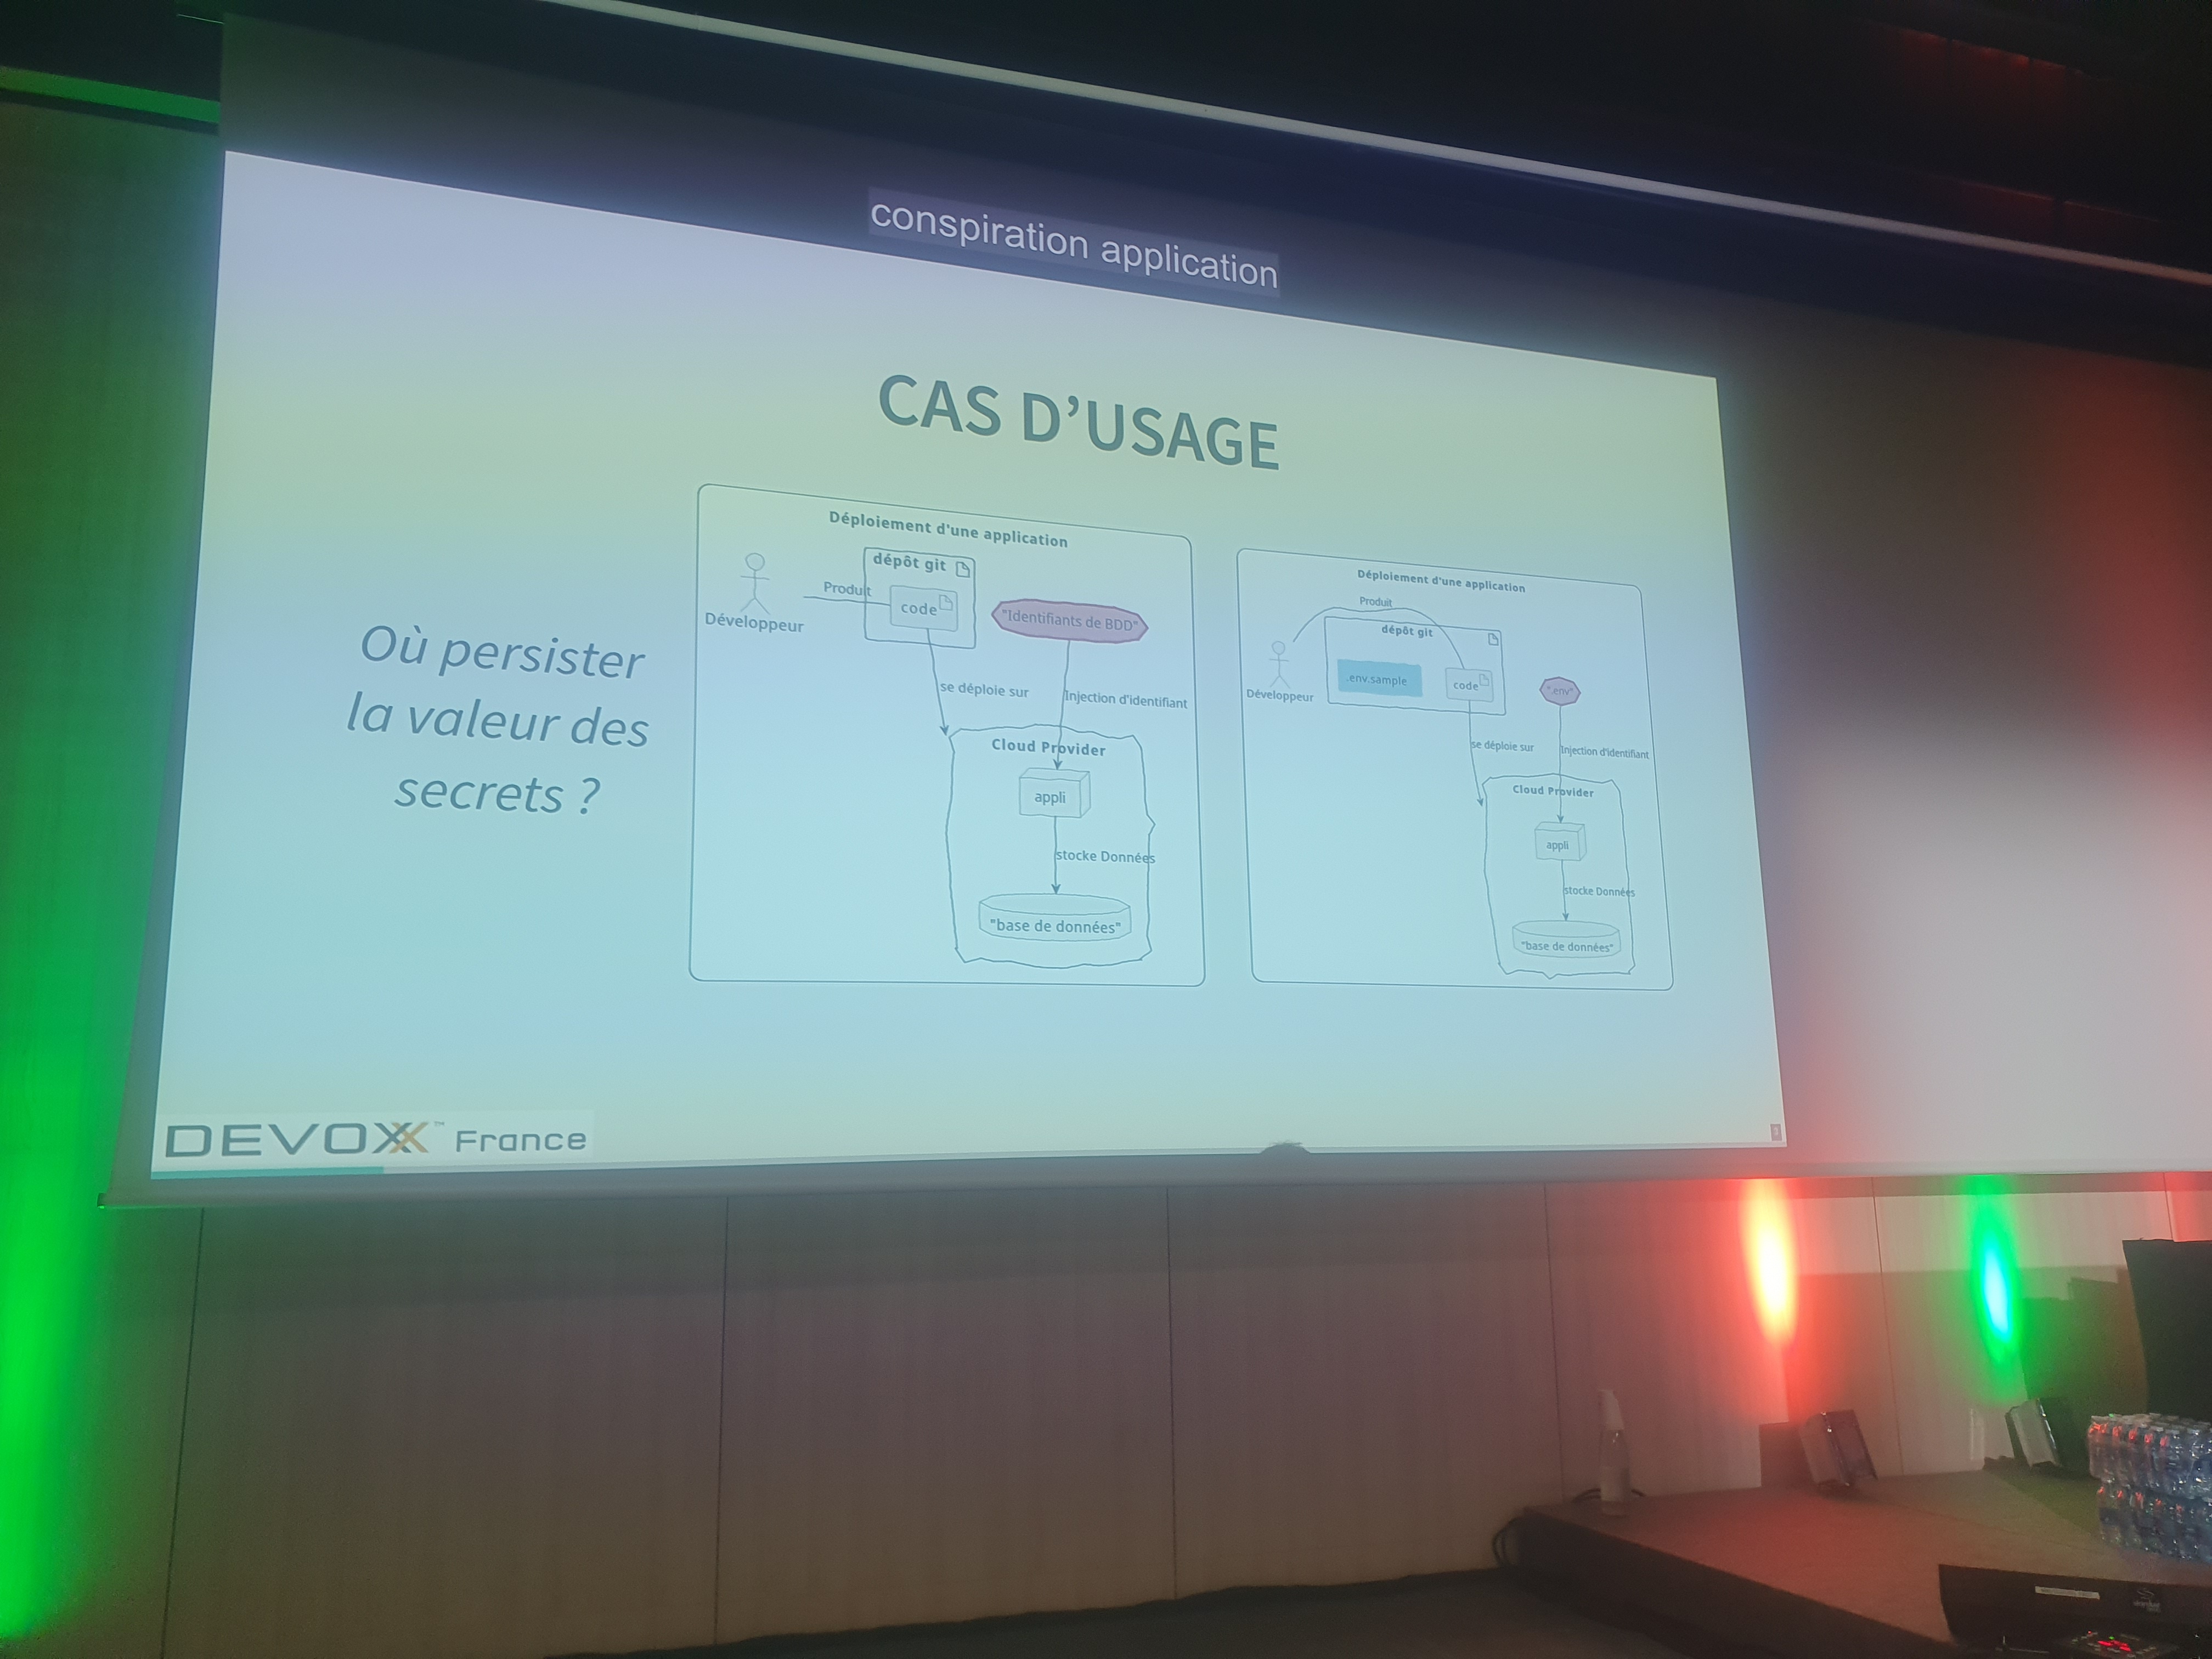 conspiration application
CAS D'USAGE
Où persister
la valeur des
secrets ?
Déploiement d'une application
dépôt git
Produit
code
Développeur
"Identifiants de BDD"
se déploie sur
Injection d'identifiant
Cloud Provider
appli
stocke Données
"base de données"
Déploiement d'une application
Produit
dépôt git
.env.sample
code
".env"
Développeur
se déploie sur
Injection d'identifiant
Cloud Provider
appli
stocke Données
"base de données"
DEVOXX™ France